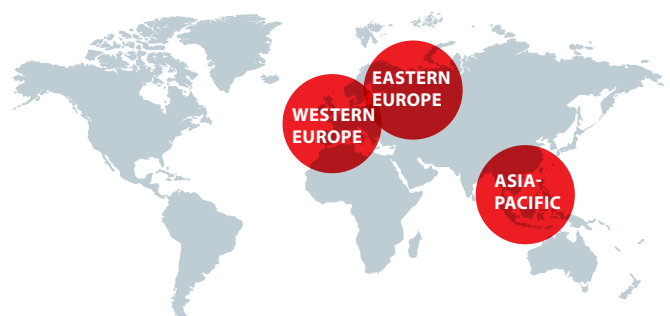 EASTERN
EUROPE
WESTERN
EUROPE
ASIA-
PACIFIC